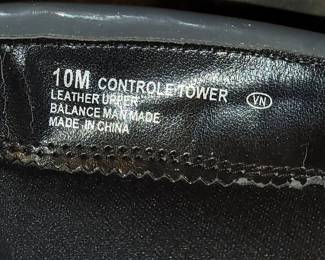 10M CONTROLE TOWER VN
LEATHER UPPER
BALANCE MAN MADE
MADE IN CHINA